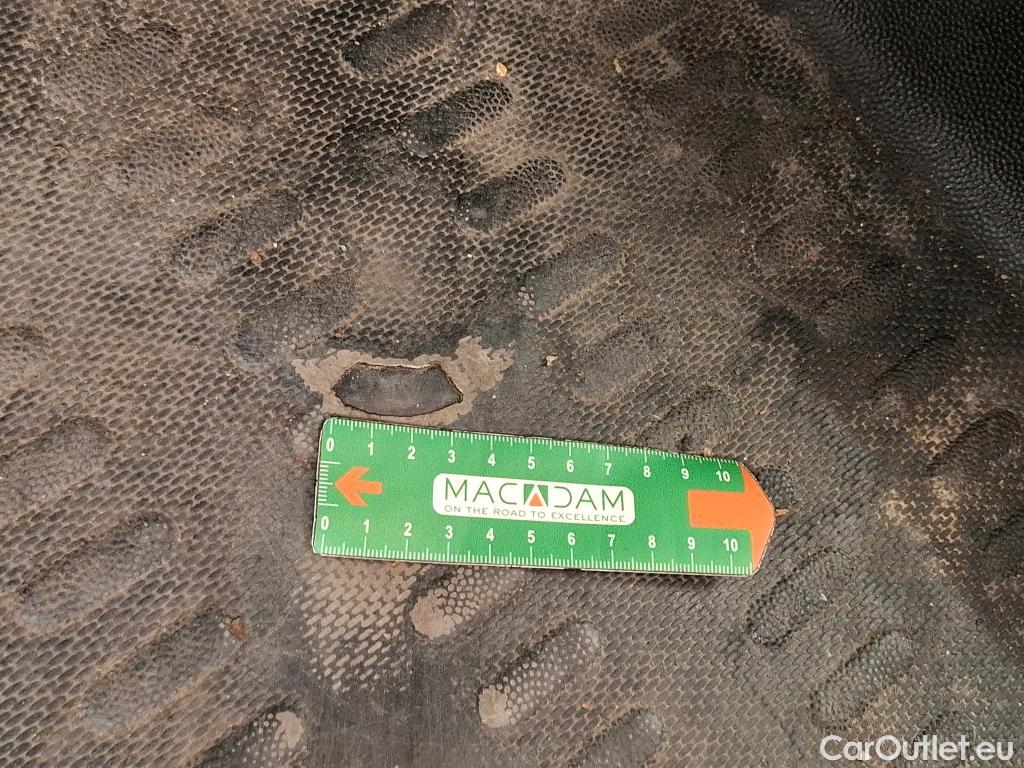 0 1 2 3 4 5 6 7 8 9 10
MACADAM
ON THE ROAD TO EXCELLENCE
0 1 2 3 4 5 6 7 8 9 10
CarOutlet.eu